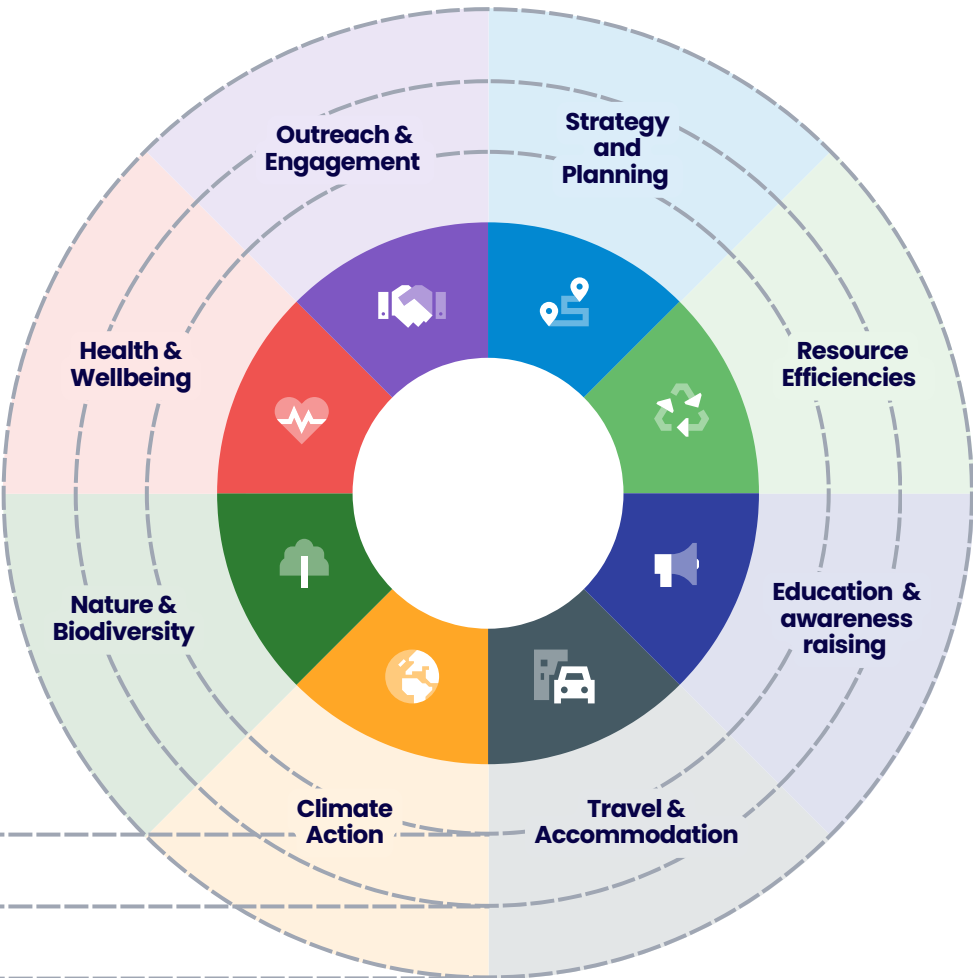 Outreach &
Engagement
Strategy
and
Planning
Health &
Wellbeing
Resource
Efficiencies
Nature &
Biodiversity
Education &
awareness
raising
Climate
Action
Travel &
Accommodation